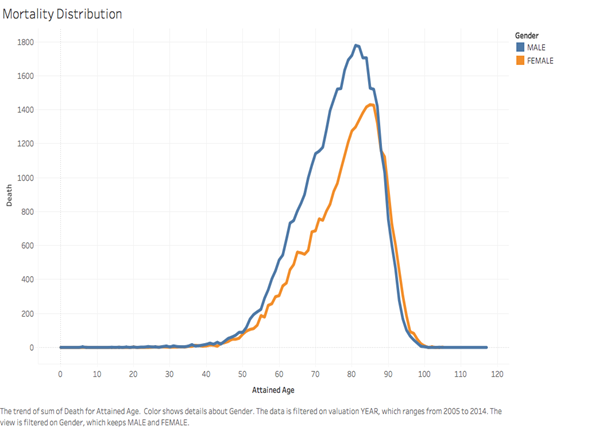 Mortality Distribution
Gender
MALE
FEMALE
1800
1600
1400
1200
1000
800
600
400
200
0
Death
0 10 20 30 40 50 60 70 80 90 100 110 120
Attained Age
The trend of sum of Death for Attained Age. Color shows details about Gender. The data is filtered on valuation YEAR, which ranges from 2005 to 2014. The
view is filtered on Gender, which keeps MALE and FEMALE.